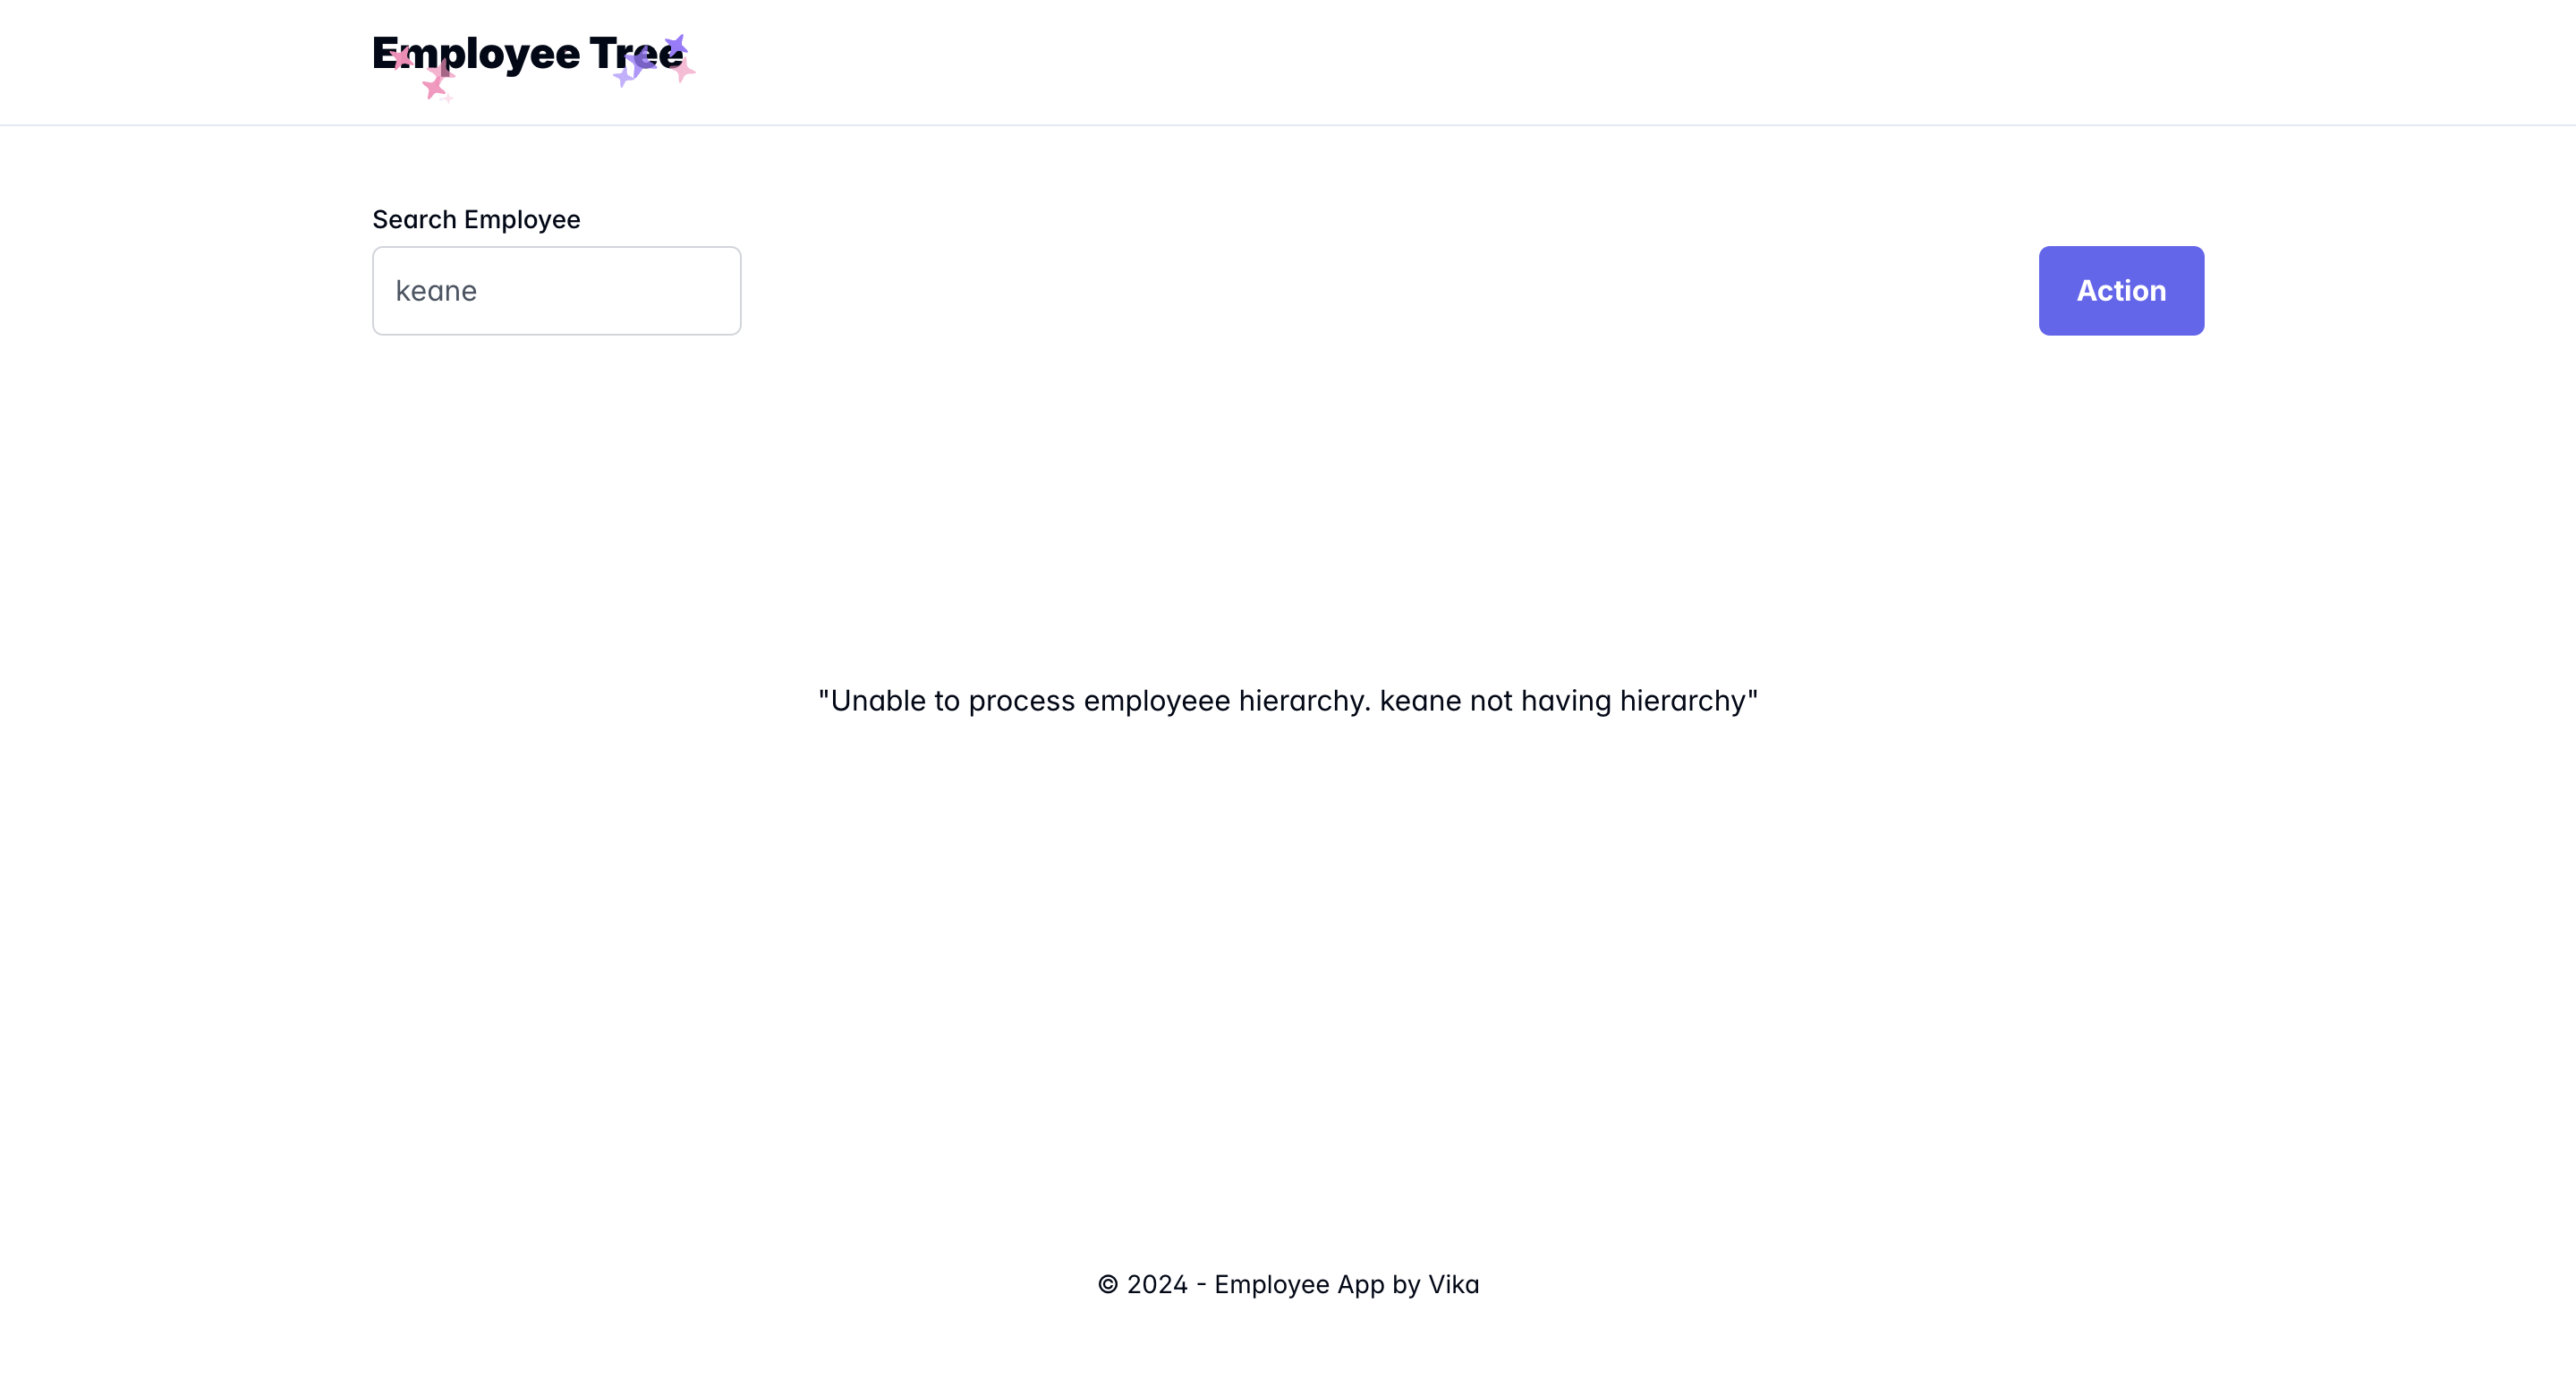 Employee Tree
Search Employee
keane
Action
"Unable to process employeee hierarchy. keane not having hierarchy"
© 2024 - Employee App by Vika